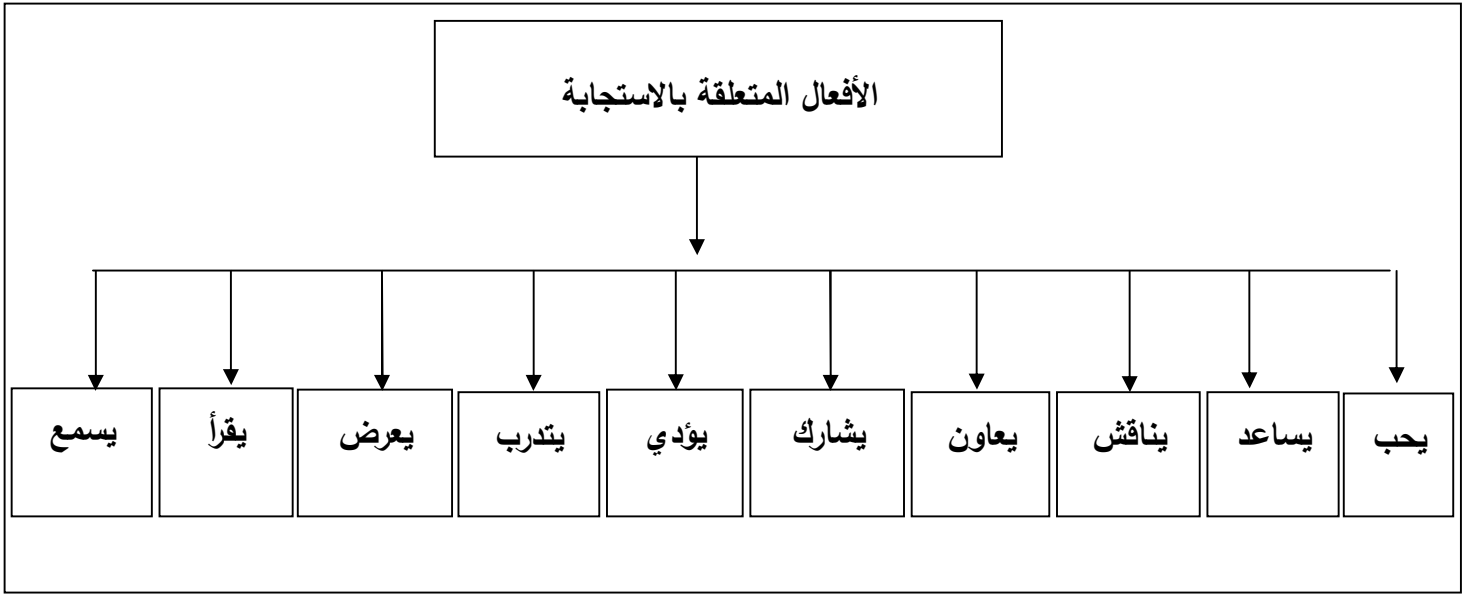 الأفعال المتعلقة بالاستجابة
يحب
يساعد
يناقش
يعاون
يشارك
يؤدي
يتدرب
يعرض
يقرأ
يسمع